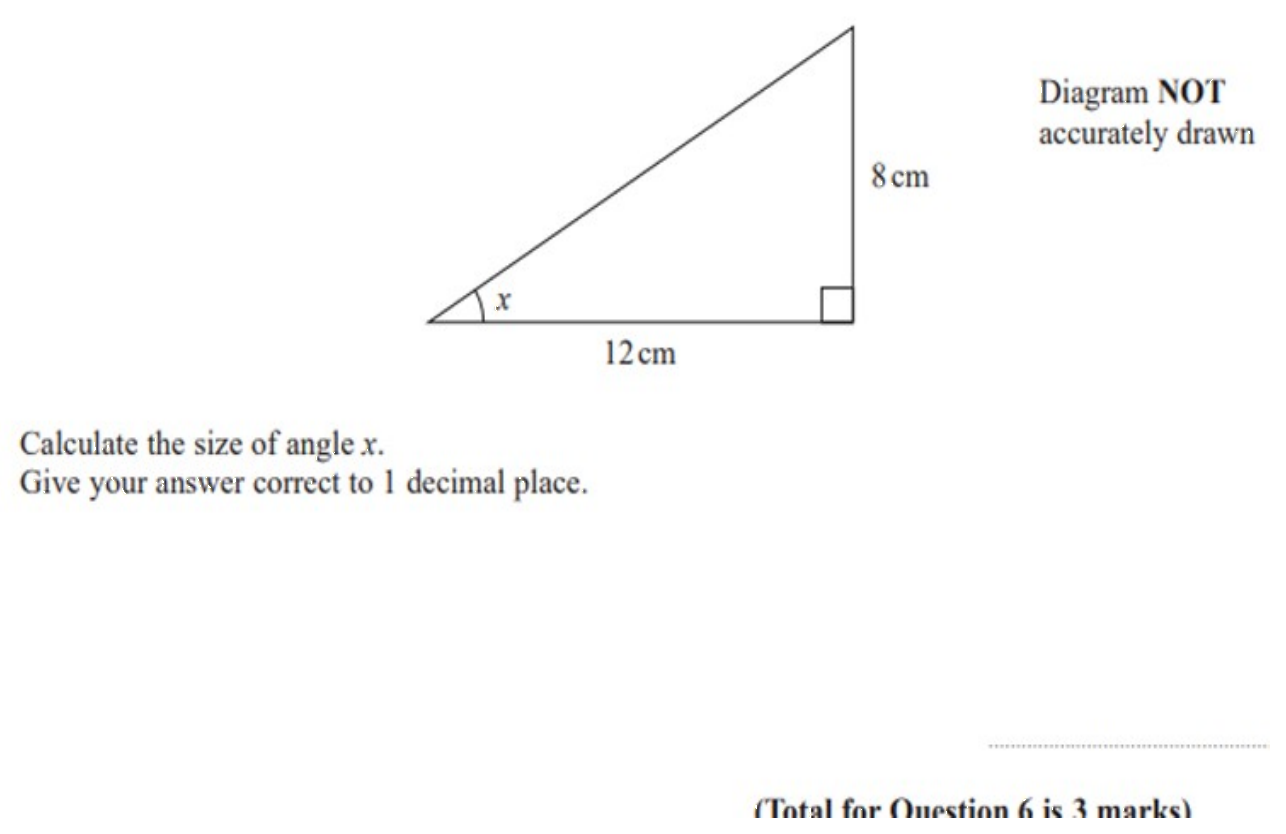 Diagram NOT
accurately drawn
8 cm
x
12 cm
Calculate the size of angle x.
Give your answer correct to 1 decimal place.
(Total for Question 6 is 3 marks)